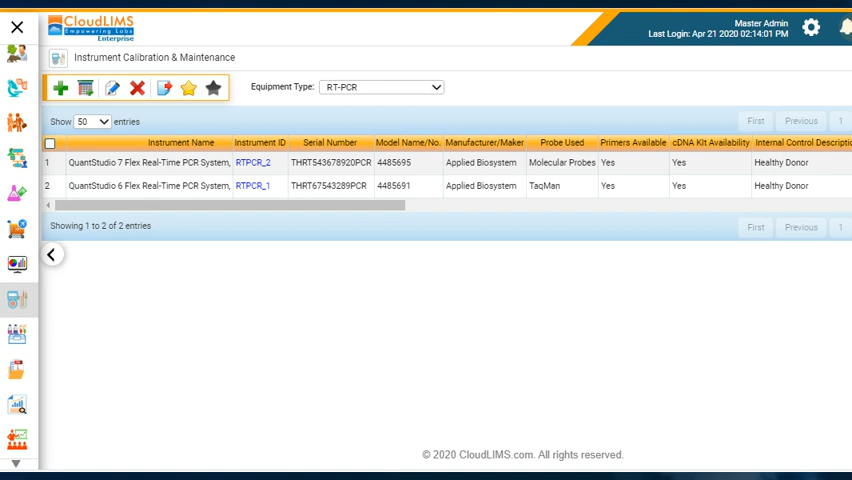 CloudLIMS
Empowering Labs
Enterprise
Master Admin
Last Login: Apr 21 2020 02:14:01 PM
Instrument Calibration & Maintenance
Equipment Type: RT-PCR
Show 50 entries
First Previous 1
Instrument Name Instrument ID Serial Number Model Name/No. Manufacturer/Maker Probe Used Primers Available cDNA KIt Availability Internal Control Descriptio
1 QuantStudio 7 Flex Real-Time PCR System, RTPCR_2 THRT543678920PCR 4485695 Applied Biosystem Molecular Probes Yes Yes Healthy Donor
2 QuantStudio 6 Flex Real-Time PCR System, RTPCR_1 THRT67543289PCR 4485691 Applied Biosystem TaqMan Yes Yes Healthy Donor
Showing 1 to 2 of 2 entries
First Previous 1
© 2020 CloudLIMS.com. All rights reserved.